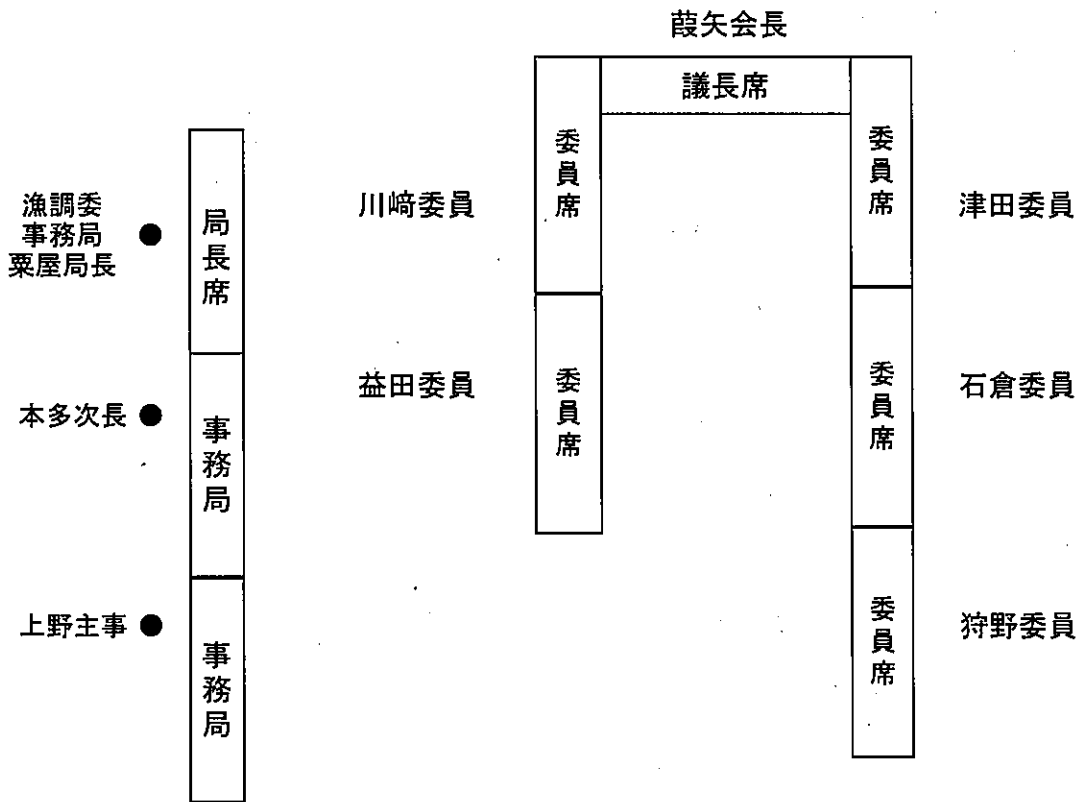 葭矢会長
議長席
委員席
委員席
川﨑委員
津田委員
漁調委
事務局
粟屋局長
局長席
益田委員
委員席
委員席
石倉委員
本多次長
事務局
上野主事
事務局
委員席
狩野委員